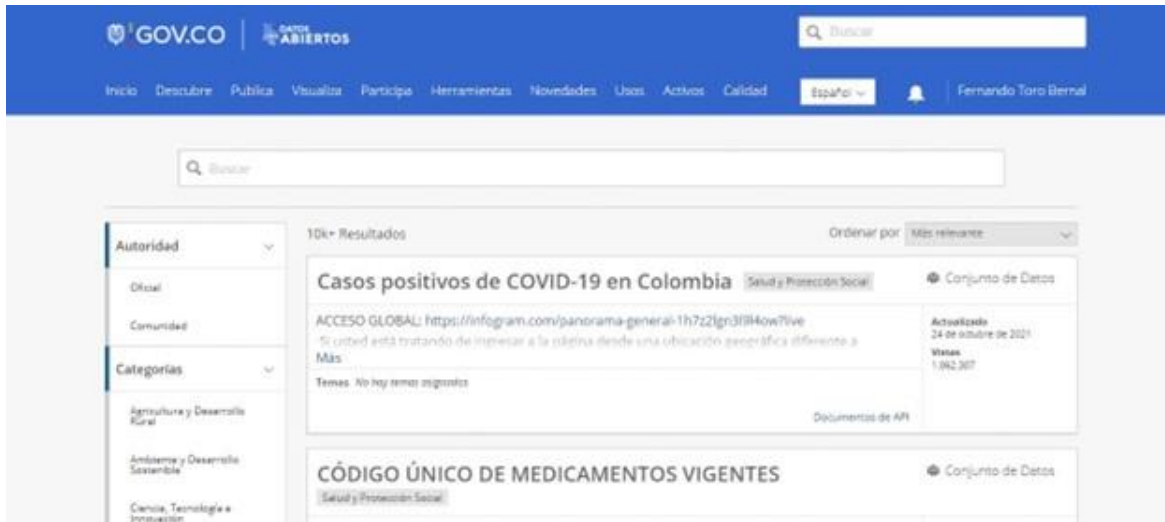 GOV.CO
DATOS
ABIERTOS
Buscar
Inicio Descubre Publica Visualiza Participa Herramientas Novedades Usos Activos Calidad Español Fernando Toro Bernal
Buscar
Autoridad
Oficial
Comunidad
Categorías
Agricultura y Desarrollo
Rural
Ambiente y Desarrollo
Sostenible
Ciencia, Tecnología e
Innovación
10k+ Resultados
Ordenar por Más relevante
Casos positivos de COVID-19 en Colombia Salud y Protección Social
Conjunto de Datos
ACCESO GLOBAL: https://infogram.com/panorama-general-
Si usted está tratando de ingresar a la página desde una ubicación geográfica diferente a
Más
Temas No hay temas asignados
Documentos de API
Actualizado
24 de octubre de 2021
Vistas
CÓDIGO ÚNICO DE MEDICAMENTOS VIGENTES
Salud y Protección Social
Conjunto de Datos